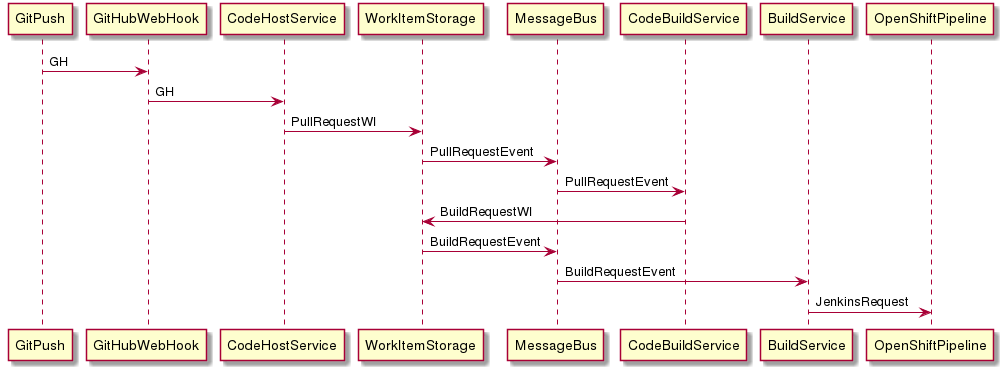 GitPush GitHubWebHook CodeHostService WorkItemStorage MessageBus CodeBuildService BuildService OpenShiftPipeline
GH
GH
PullRequestWI
PullRequestEvent
PullRequestEvent
BuildRequestWI
BuildRequestEvent
BuildRequestEvent
JenkinsRequest
GitPush GitHubWebHook CodeHostService WorkItemStorage MessageBus CodeBuildService BuildService OpenShiftPipeline